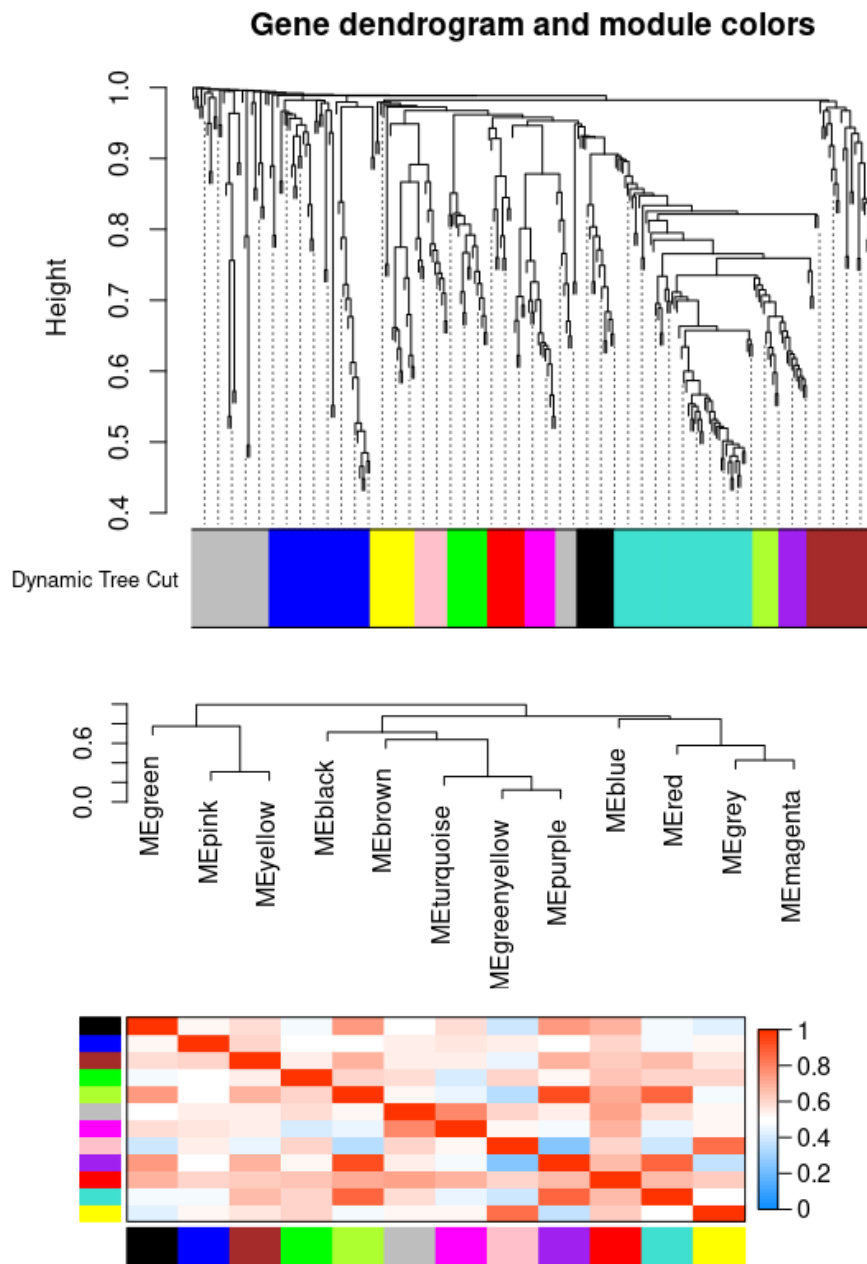 Gene dendrogram and module colors
Height
1.0
0.9
0.8
0.7
0.6
0.5
0.4
Dynamic Tree Cut
0.6
0.0
MEgreen
MEpink
MEyellow
MEblack
MEbrown
MEturquoise
MEgreenyellow
MEpurple
MEblue
MEred
MEgrey
MEmagenta
1
0.8
0.6
0.4
0.2
0